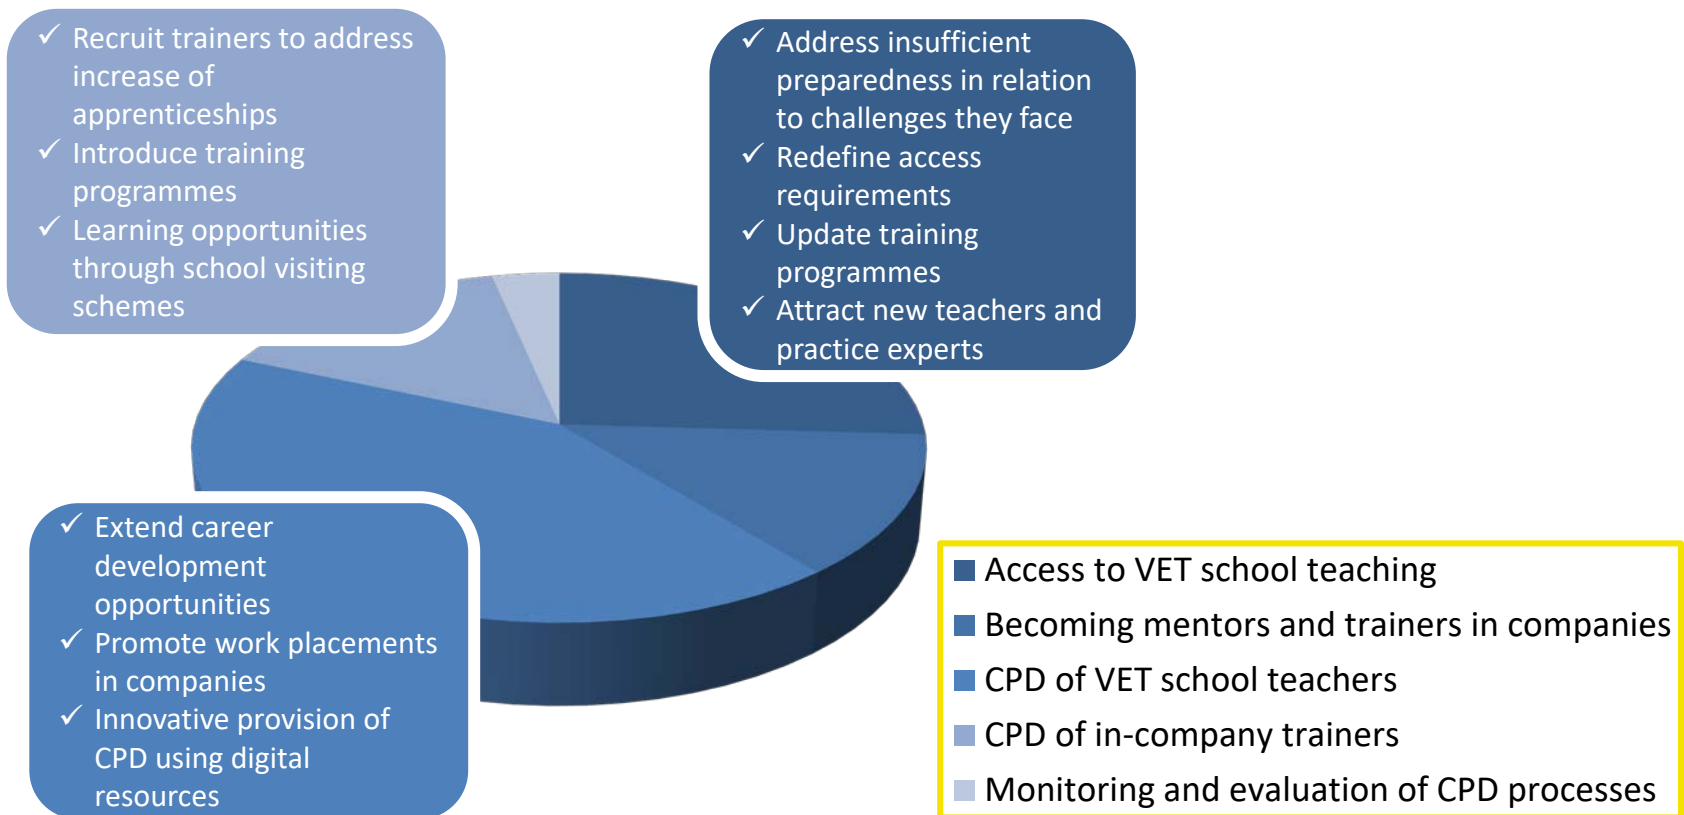 ✓ Recruit trainers to address
increase of
apprenticeships
✓ Introduce training
programmes
✓ Learning opportunities
through school visiting
schemes
✓ Address insufficient
preparedness in relation
to challenges they face
✓ Redefine access
requirements
✓ Update training
programmes
✓ Attract new teachers and
practice experts
✓ Extend career
development
opportunities
✓ Promote work placements
in companies
✓ Innovative provision of
CPD using digital
resources
Access to VET school teaching
Becoming mentors and trainers in companies
CPD of VET school teachers
CPD of in-company trainers
Monitoring and evaluation of CPD processes